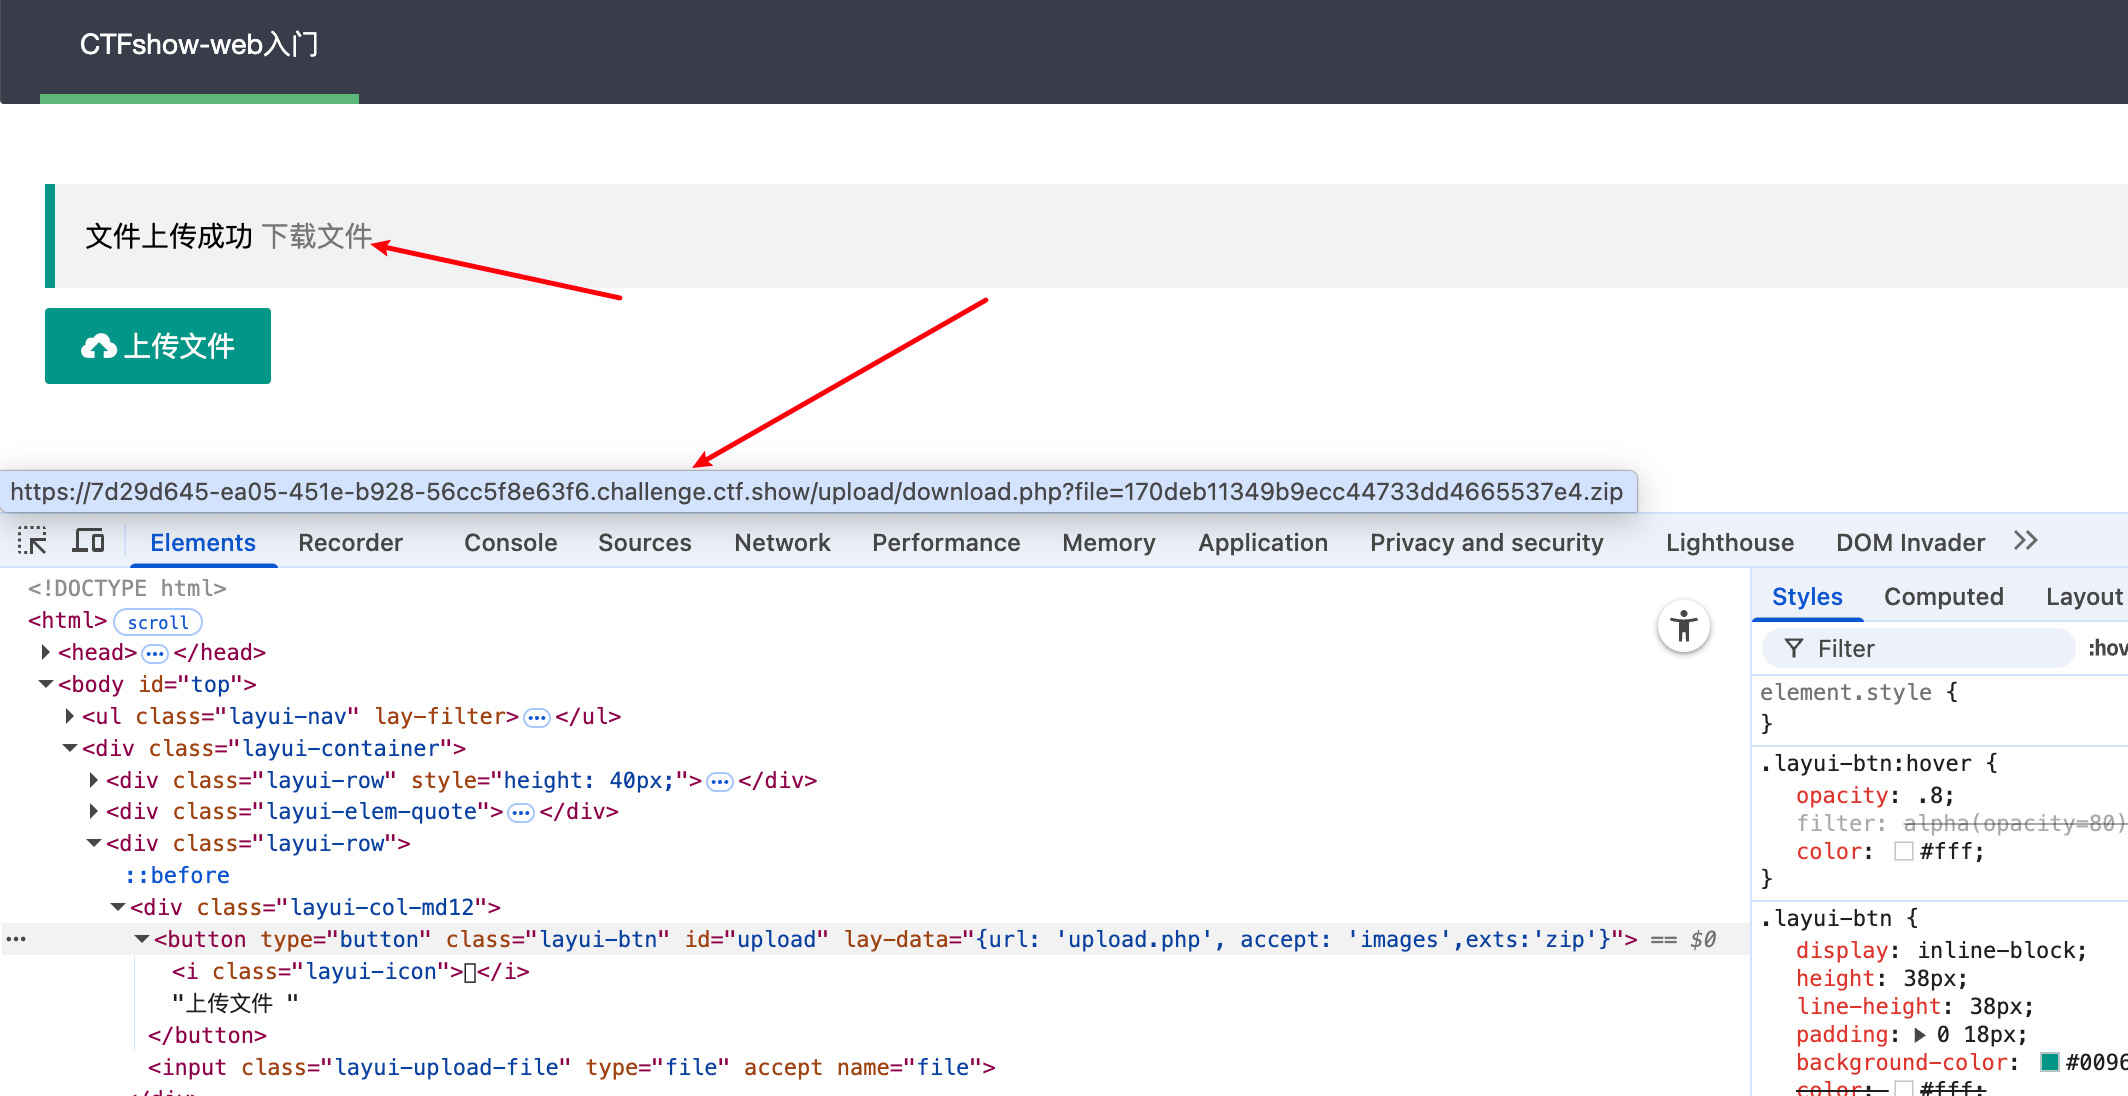 CTFshow-web入门
文件上传成功 下载文件
上传文件
https://7d29d645-ea05-451e-b928-56cc5f8e63f6.challenge.ctf.show/upload/download.php?file=170deb11349b9ecc44733dd4665537e4.zip
Elements Recorder Console Sources Network Performance Memory Application Privacy and security Lighthouse DOM Invader
<!DOCTYPE html>
<html> scroll
<head> ••• </head>
<body id="top">
<ul class="layui-nav" lay-filter> ••• </ul>
<div class="layui-container">
<div class="layui-row" style="height: 40px;"> ••• </div>
<div class="layui-elem-quote"> ••• </div>
<div class="layui-row">
::before
<div class="layui-col-md12">
••• <button type="button" class="layui-btn" id="upload" lay-data="{url: 'upload.php', accept: 'images',exts:'zip'}"> == $0
<i class="layui-icon"></i>
"上传文件 "
</button>
<input class="layui-upload-file" type="file" accept name="file">
</div>
Styles Computed Layout
Filter :hov
element.style {
}
.layui-btn:hover {
opacity: .8;
filter: alpha(opacity=80)
color: #fff;
}
.layui-btn {
display: inline-block;
height: 38px;
line-height: 38px;
padding: 0 18px;
background-color: #0096
color: #fff;